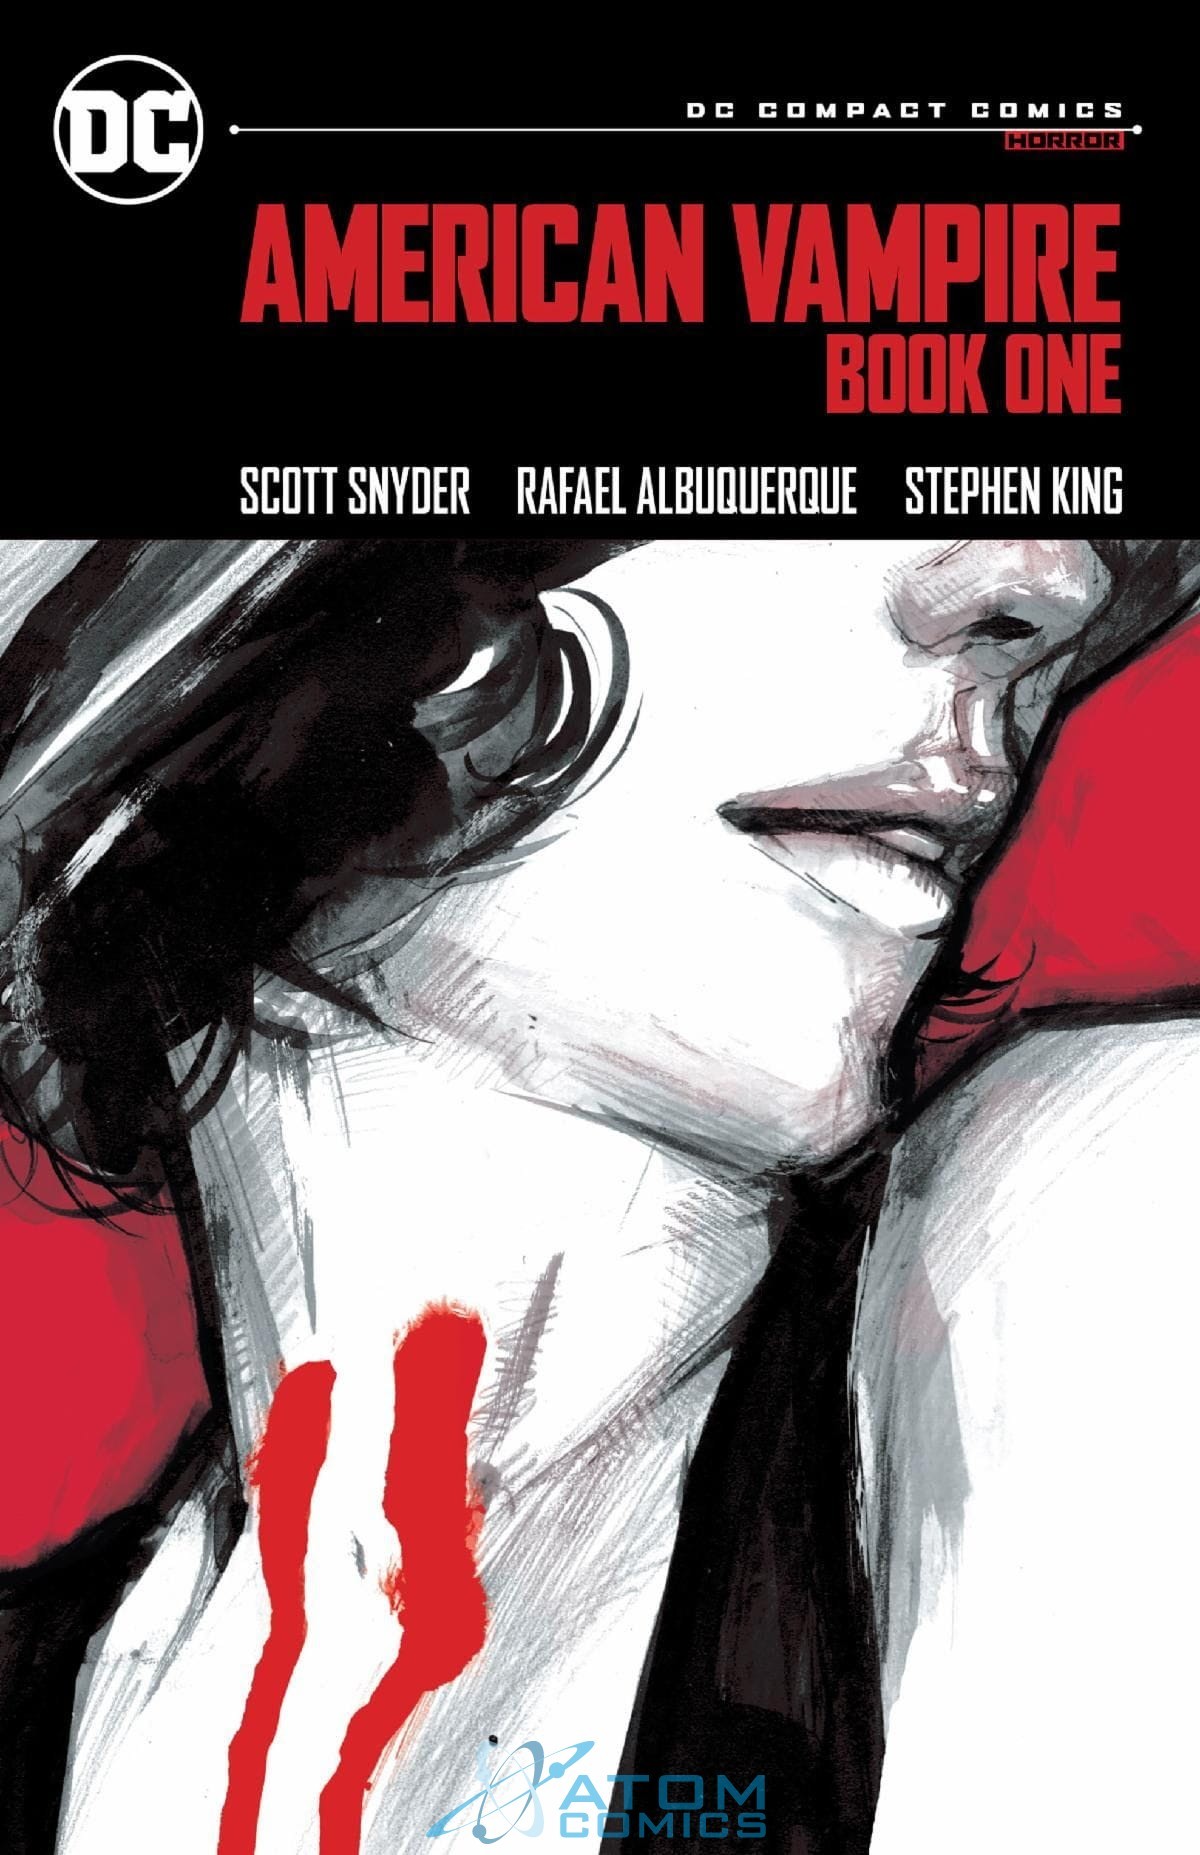 DC
DC COMPACT COMICS
HORROR
AMERICAN VAMPIRE
BOOK ONE
SCOTT SNYDER RAFAEL ALBUQUERQUE STEPHEN KING
ATOM
COMICS